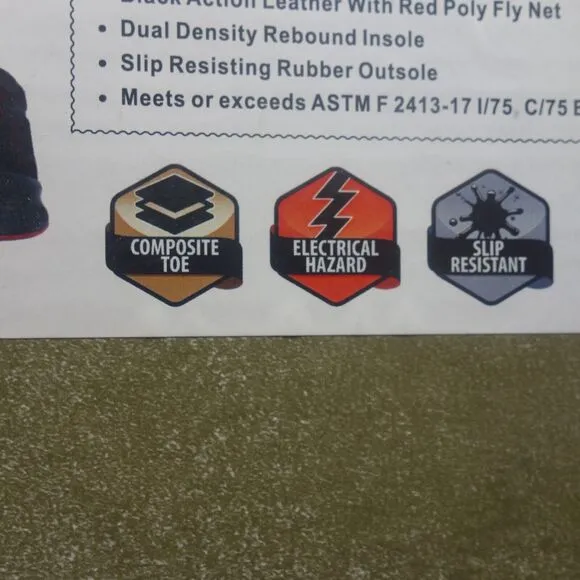 Black Action Leather With Red Poly Fly Net
• Dual Density Rebound Insole
• Slip Resisting Rubber Outsole
• Meets or exceeds ASTM F 2413-17 I/75, C/75 E
COMPOSITE
TOE
ELECTRICAL
HAZARD
SLIP
RESISTANT